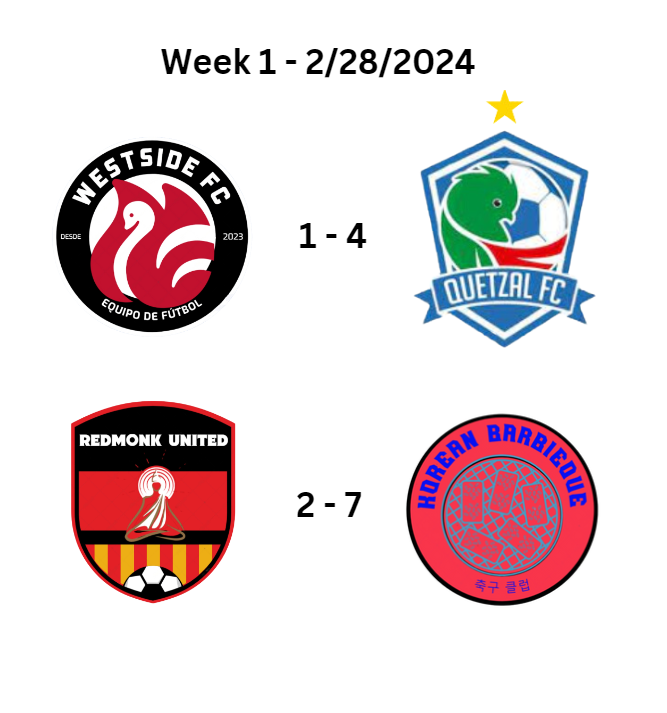 Week 1 - 2/28/2024
WESTSIDE FC
DESDE
2023
EQUIPO DE FÚTBOL
1 - 4
QUETZAL FC
REDMONK UNITED
2 - 7
KOREAN BARBIEQUE
축구 클럽